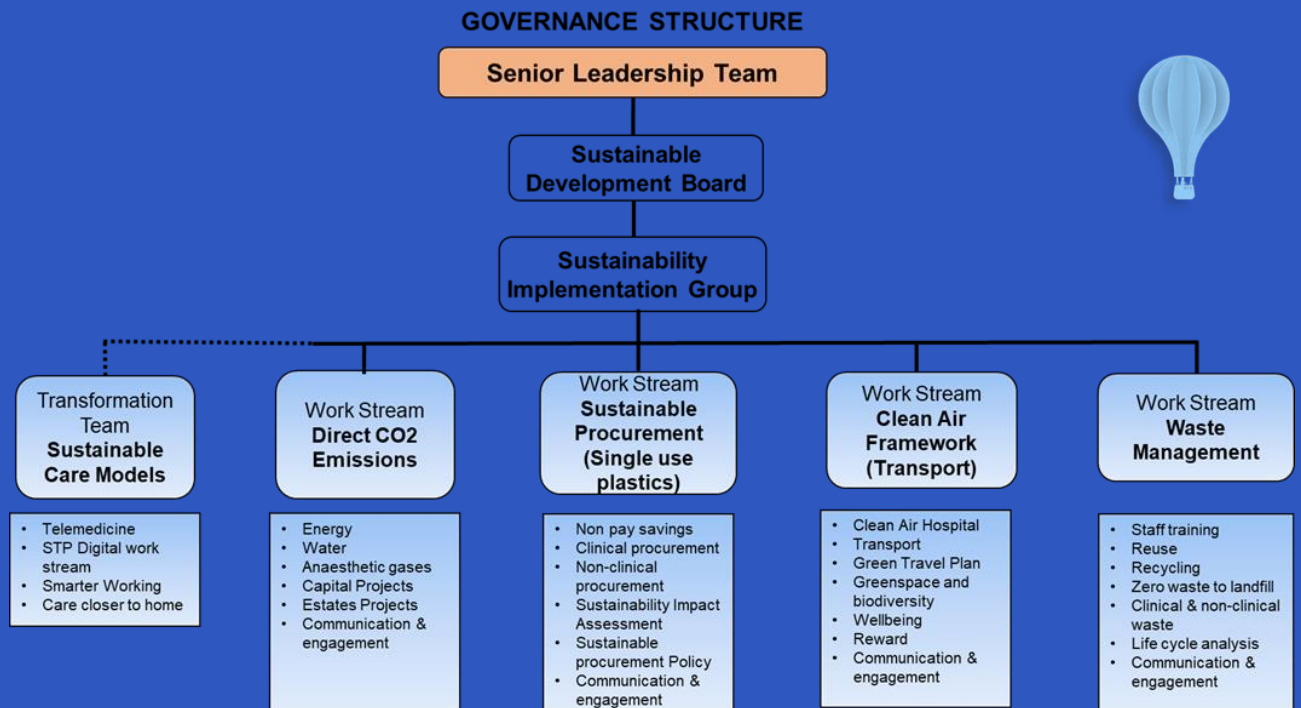 GOVERNANCE STRUCTURE
Senior Leadership Team
Sustainable
Development Board
Sustainability
Implementation Group
Transformation
Team
Sustainable
Care Models
Work Stream
Direct CO2
Emissions
Work Stream
Sustainable
Procurement
(Single use
plastics)
Work Stream
Clean Air
Framework
(Transport)
Work Stream
Waste
Management
• Telemedicine
• STP Digital work
stream
• Smarter Working
• Care closer to home
• Energy
• Water
• Anaesthetic gases
• Capital Projects
• Estates Projects
• Communication &
engagement
• Non pay savings
• Clinical procurement
• Non-clinical
procurement
• Sustainability Impact
Assessment
• Sustainable
procurement Policy
• Communication &
engagement
• Clean Air Hospital
• Transport
• Green Travel Plan
• Greenspace and
biodiversity
• Wellbeing
• Reward
• Communication &
engagement
• Staff training
• Reuse
• Recycling
• Zero waste to landfill
• Clinical & non-clinical
waste
• Life cycle analysis
• Communication &
engagement